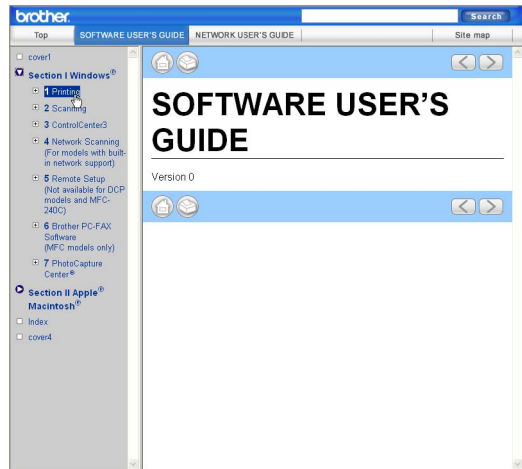 brother.
Search
Top
SOFTWARE USER'S GUIDE
NETWORK USER'S GUIDE
Site map
cover1
Section I Windows®
1 Printing
2 Scanning
3 ControlCenter3
4 Network Scanning
(For models with built-
in network support)
5 Remote Setup
(Not available for DCP
models and MFC-
240C)
6 Brother PC-FAX
Software
(MFC models only)
7 PhotoCapture
Center®
Section II Apple®
Macintosh®
Index
cover4
SOFTWARE USER'S
GUIDE
Version 0